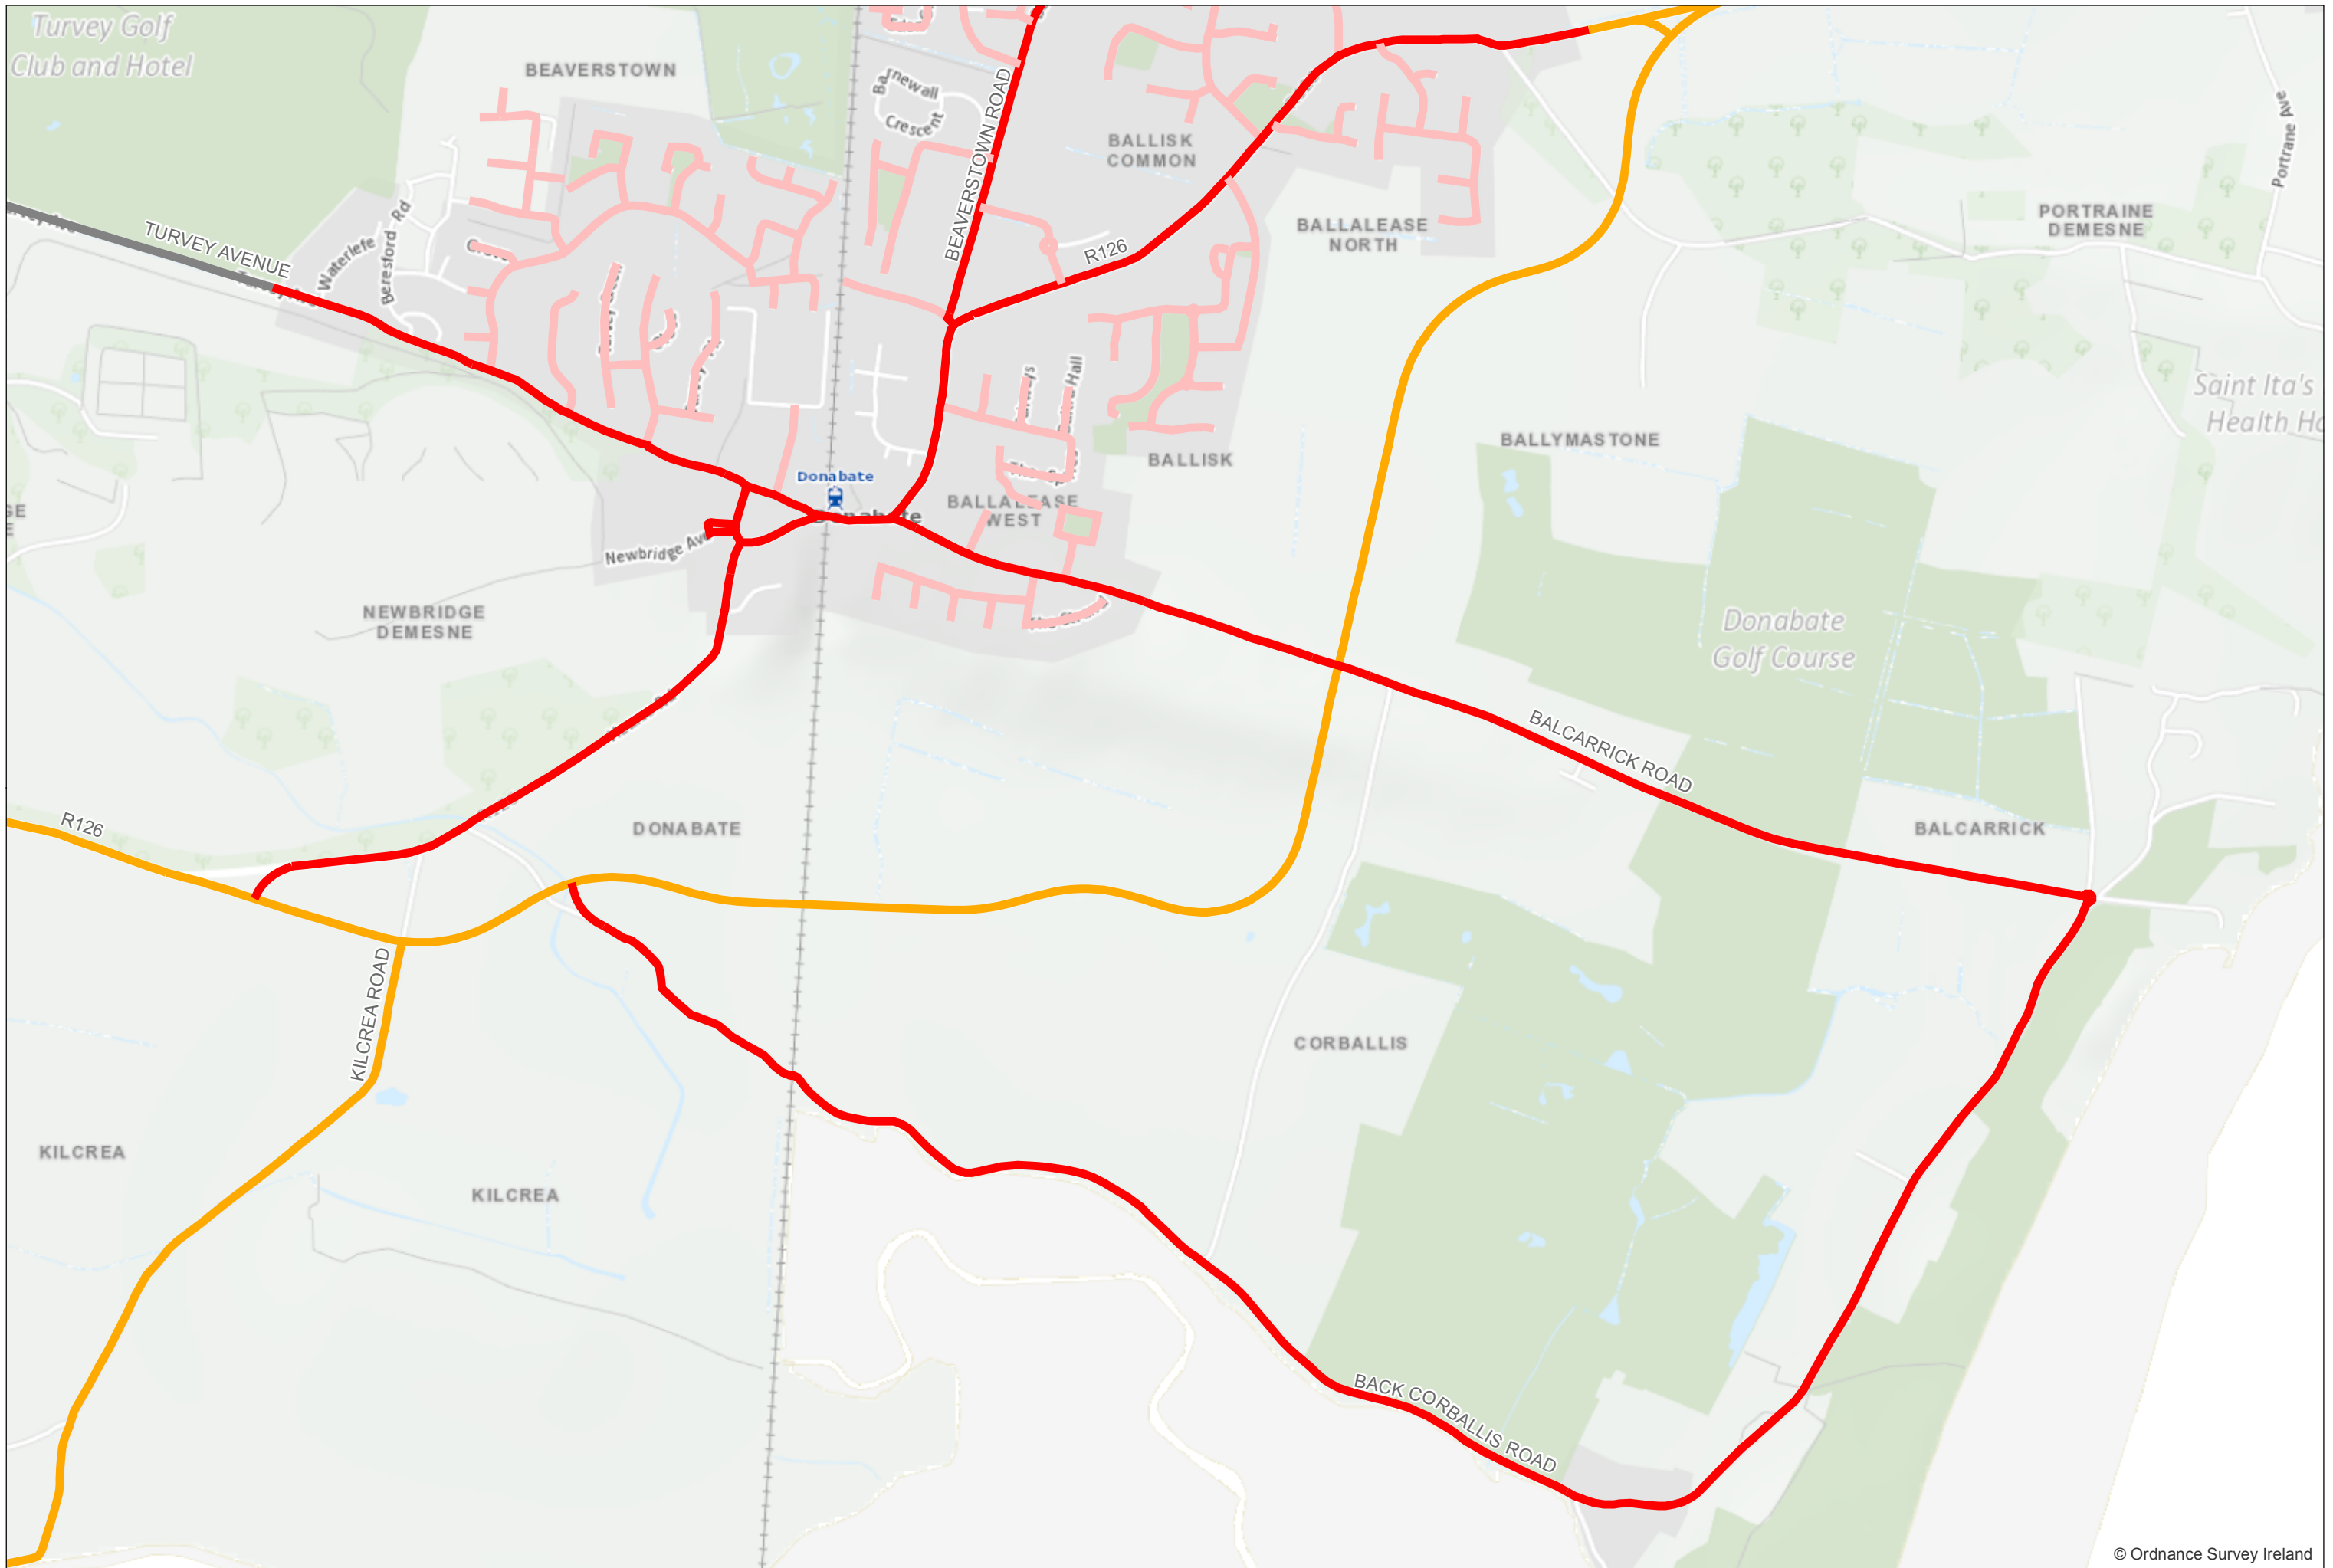 Turvey Golf
Club and Hotel
BEAVERSTOWN
Barnewall
Crescent
BEAVERSTOWN ROAD
BALLISK
COMMON
Portrane Ave
TURVEY AVENUE
Waterlefe
Beresford Rd
R126
BALLALEASE
NORTH
PORTRAINE
DEMESNE
Saint Ita's
BALLYMASTONE
BALLISK
Donabate
BALLALEASE
WEST
Donabate
Newbridge
NEWBRIDGE
DEMESNE
Donabate
Golf Course
BALCARRICK ROAD
R126
DONABATE
BALCARRICK
KILCREA ROAD
CORBALLIS
KILCREA
KILCREA
BACK CORBALLIS ROAD
© Ordnance Survey Ireland